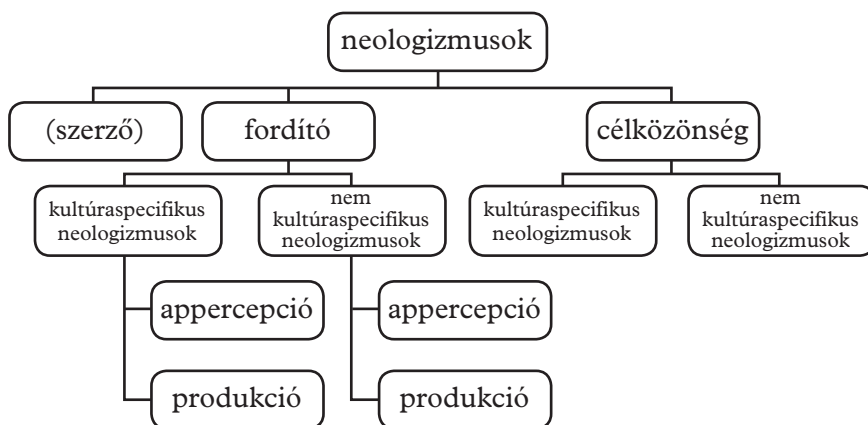 neologizmusok
(szerző)
fordító
célközönség
kultúraspecifikus
neologizmusok
nem
kultúraspecifikus
neologizmusok
kultúraspecifikus
neologizmusok
nem
kultúraspecifikus
neologizmusok
appercepció
appercepció
produkció
produkció